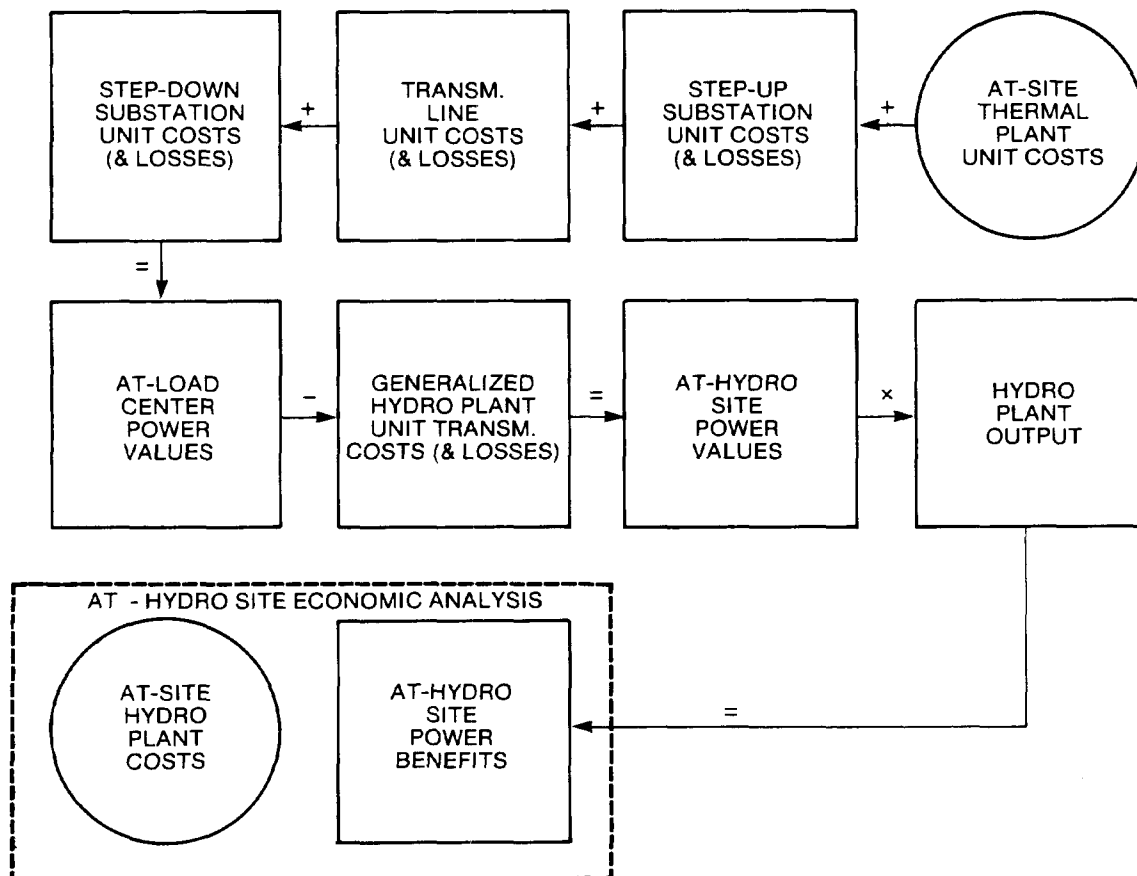 STEP-DOWN
SUBSTATION
UNIT COSTS
(& LOSSES)
+
TRANSM.
LINE
UNIT COSTS
(& LOSSES)
+
STEP-UP
SUBSTATION
UNIT COSTS
(& LOSSES)
+
AT-SITE
THERMAL
PLANT
UNIT COSTS
=
AT-LOAD
CENTER
POWER
VALUES
–
GENERALIZED
HYDRO PLANT
UNIT TRANSM.
COSTS (& LOSSES)
=
AT-HYDRO
SITE
POWER
VALUES
×
HYDRO
PLANT
OUTPUT
AT - HYDRO SITE ECONOMIC ANALYSIS
AT-SITE
HYDRO
PLANT
COSTS
AT-HYDRO
SITE
POWER
BENEFITS
=